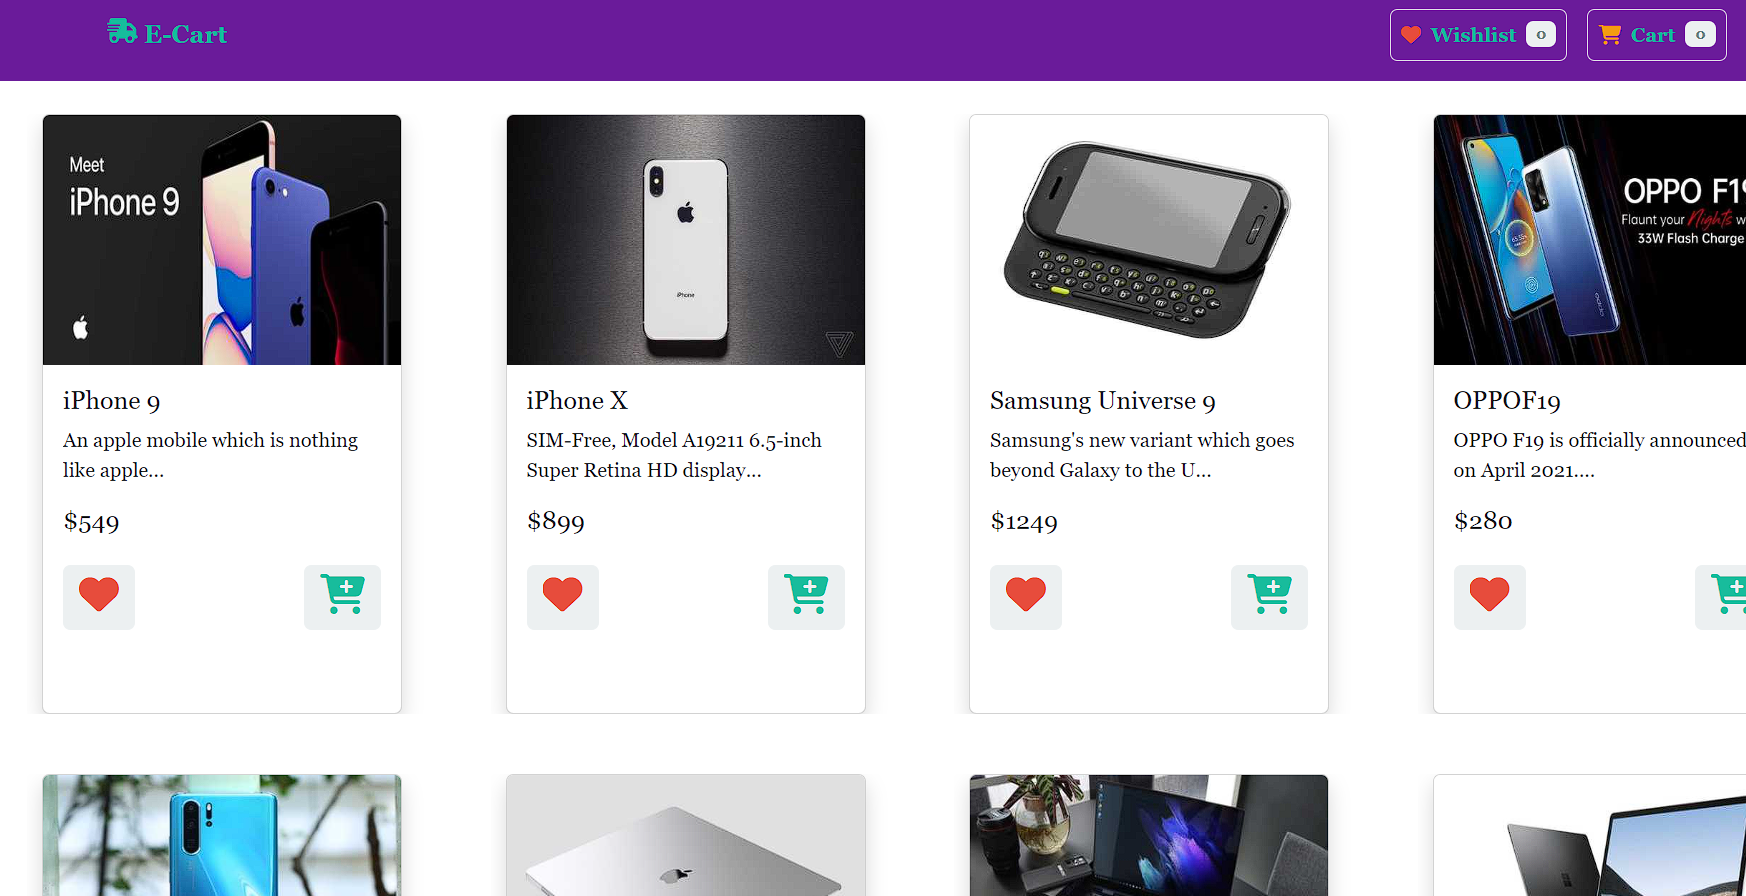 E-Cart
Wishlist 0
Cart 0
Meet
iPhone 9
iPhone
OPPO F19
Flaunt your Nights w
33W Flash Charge
iPhone 9
An apple mobile which is nothing
like apple...
$549
iPhone X
SIM-Free, Model A19211 6.5-inch
Super Retina HD display...
$899
Samsung Universe 9
Samsung's new variant which goes
beyond Galaxy to the U...
$1249
OPPOF19
OPPO F19 is officially announced
on April 2021....
$280